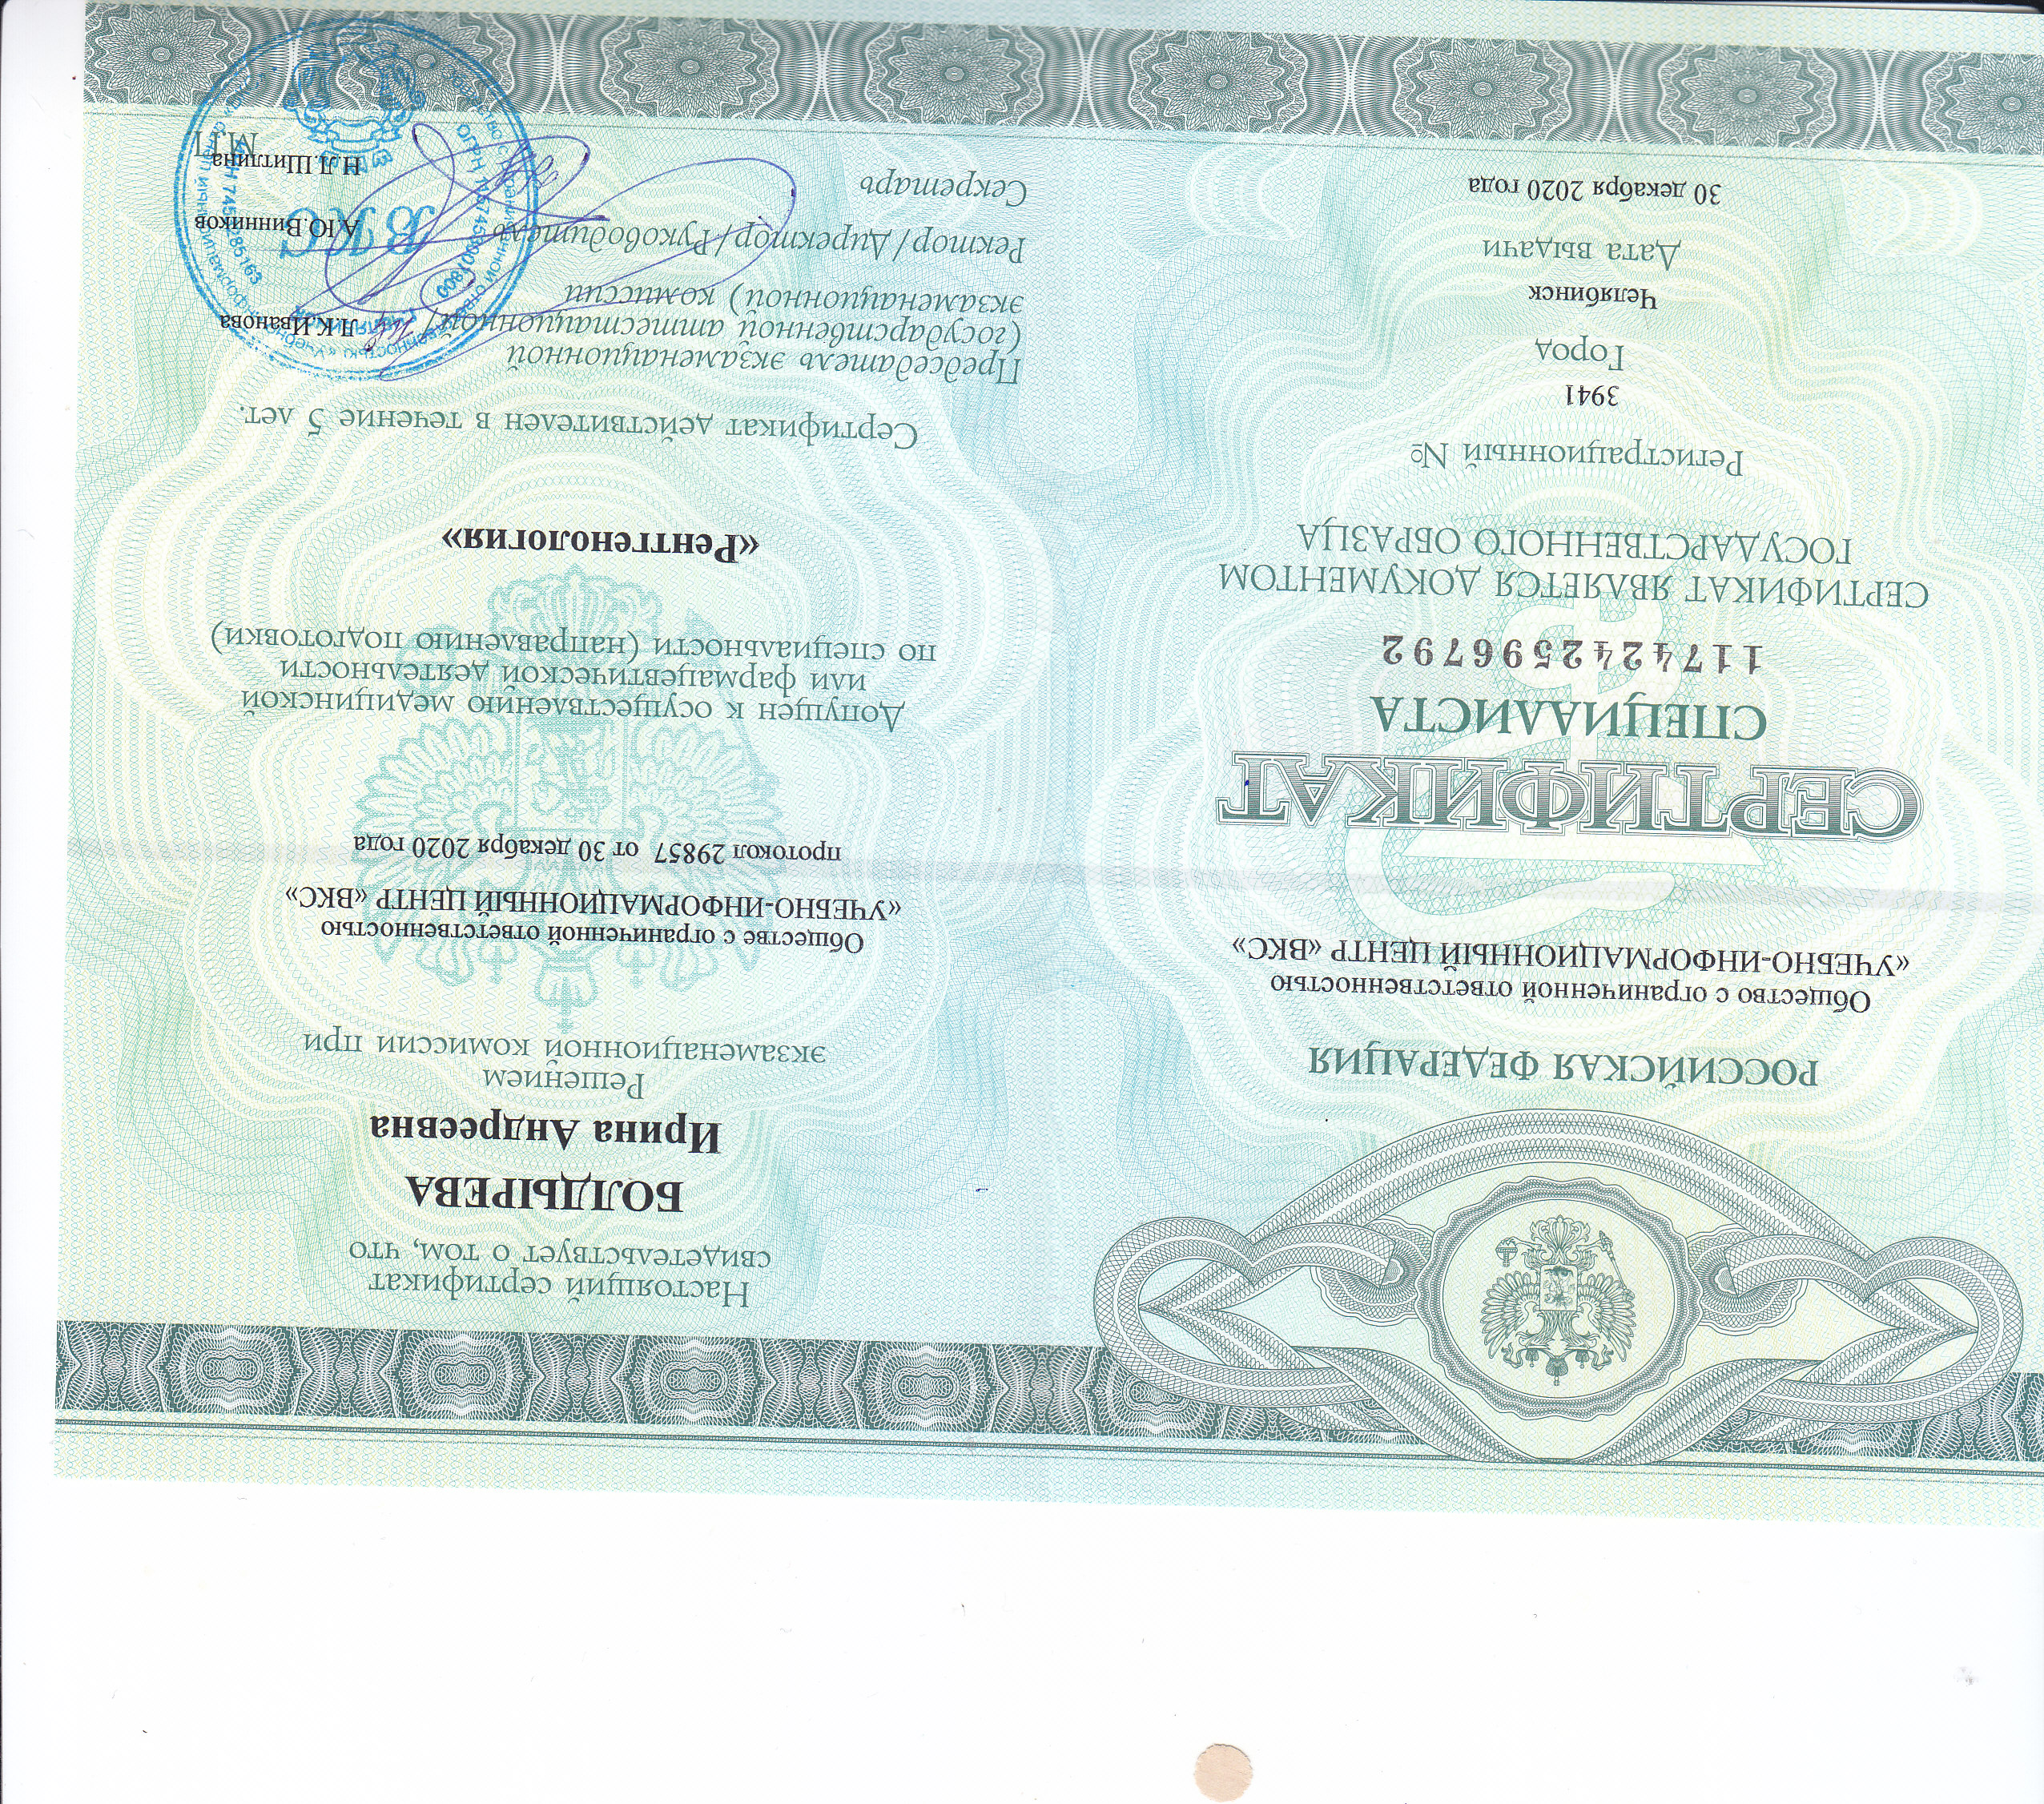 РОССИЙСКАЯ ФЕДЕРАЦИЯ
Общество с ограниченной ответственностью
«УЧЕБНО-ИНФОРМАЦИОННЫЙ ЦЕНТР «ВКС»
СЕРТИФИКАТ
СПЕЦИАЛИСТА
1174242596792
СЕРТИФИКАТ ЯВЛЯЕТСЯ ДОКУМЕНТОМ
ГОСУДАРСТВЕННОГО ОБРАЗЦА
Регистрационный №
3941
Город
Челябинск
Дата выдачи
30 декабря 2020 года
Настоящий сертификат
свидетельствует о том, что
БОЛДЫРЕВА
Ирина Андреевна
Решением
экзаменационной комиссии при
Обществе с ограниченной ответственностью
«УЧЕБНО-ИНФОРМАЦИОННЫЙ ЦЕНТР «ВКС»
протокол 29857 от 30 декабря 2020 года
Допущен к осуществлению медицинской
или фармацевтической деятельности
по специальности (направлению подготовки)
«Рентгенология»
Сертификат действителен в течение 5 лет.
Председатель экзаменационной
(государственной аттестационной/
экзаменационной) комиссии
Л.К.Иванова
Ректор/Директор/Руководитель
А.Ю.Винников
Секретарь
Н.Л.Шитлина
М.П
ВКС